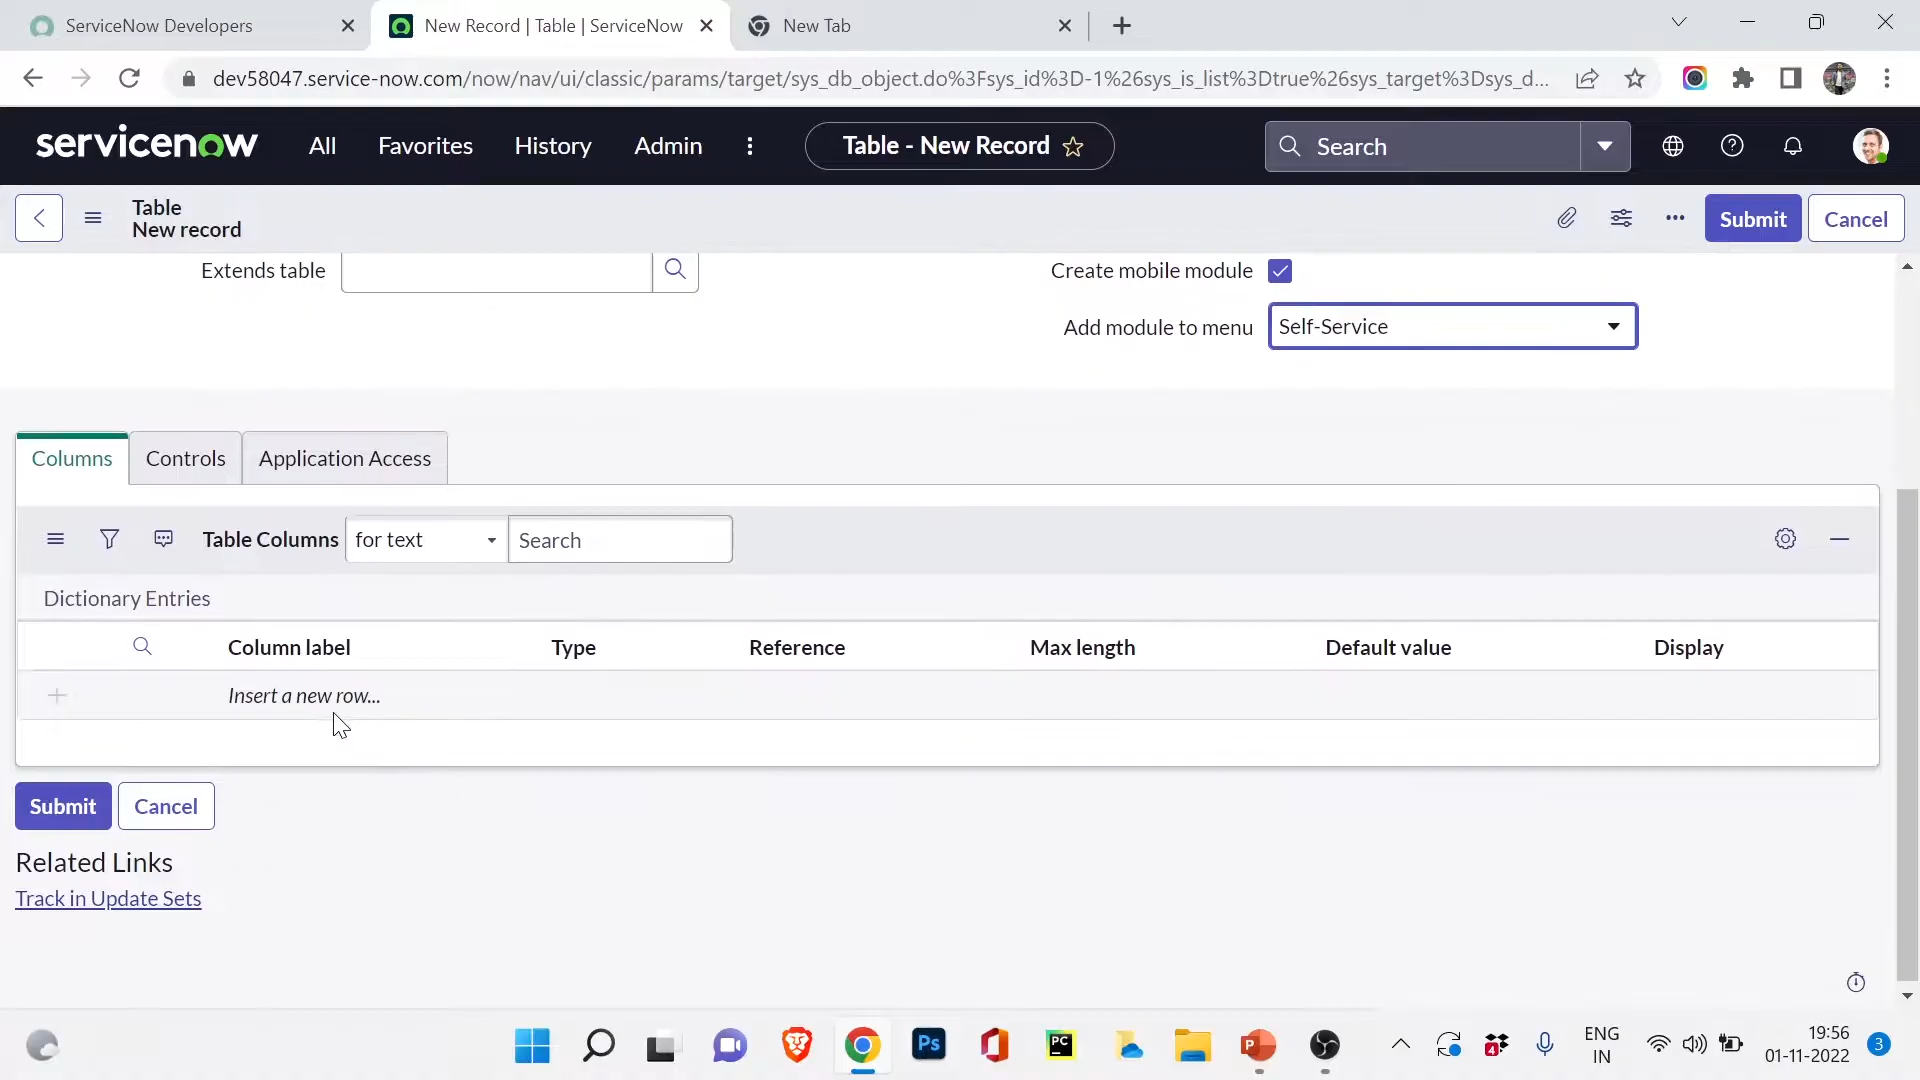 ServiceNow Developers
New Record | Table | ServiceNow
New Tab
dev58047.service-now.com/now/nav/ui/classic/params/target/sys_db_object.do%3Fsys_id%3D-1%26sys_is_list%3Dtrue%26sys_target%3Dsys_d...
servicenow
All
Favorites
History
Admin
Table - New Record
Search
Table
New record
Submit
Cancel
Extends table
Create mobile module
Add module to menu
Self-Service
Columns
Controls
Application Access
Table Columns
for text
Search
Dictionary Entries
Column label
Type
Reference
Max length
Default value
Display
Insert a new row...
Submit
Cancel
Related Links
Track in Update Sets
Ps
PC
P
4
ENG
IN
19:56
01-11-2022
3